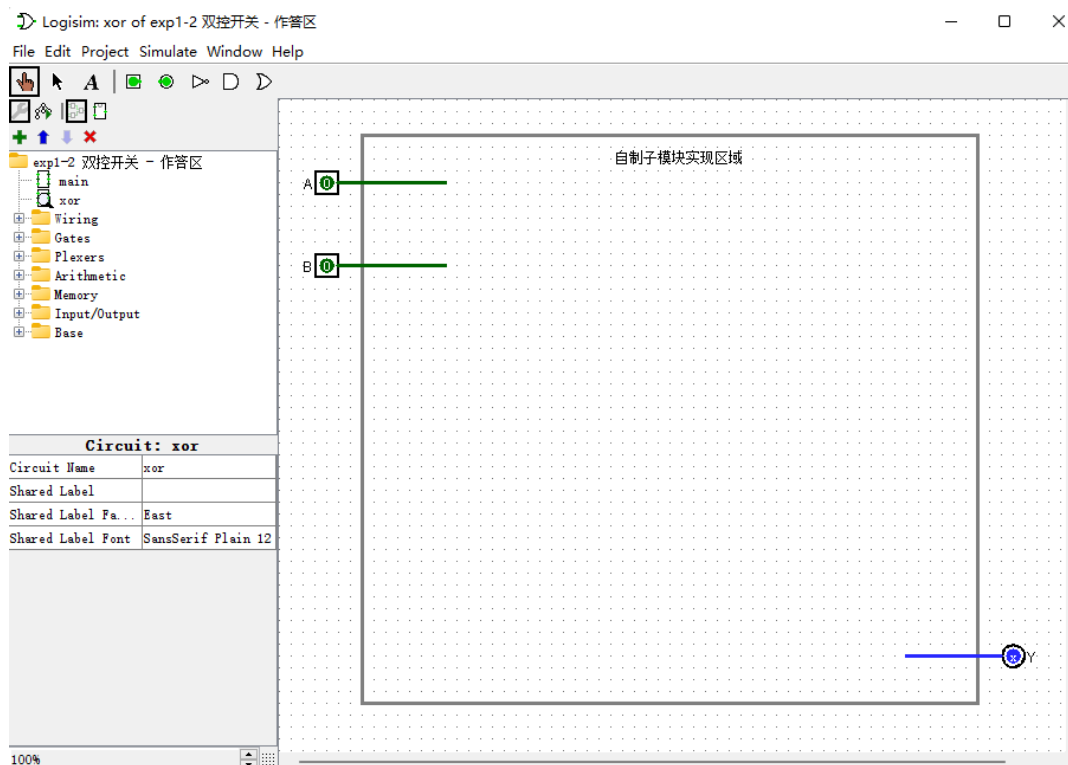 Logisim: xor of exp1-2 双控开关 - 作答区
File Edit Project Simulate Window Help
A
exp1-2 双控开关 - 作答区
main
xor
Wiring
Gates
Plexers
Arithmetic
Memory
Input/Output
Base
Circuit: xor
Circuit Name xor
Shared Label
Shared Label Fa... East
Shared Label Font SansSerif Plain 12
100%
自制子模块实现区域
A 0
B 0
x Y